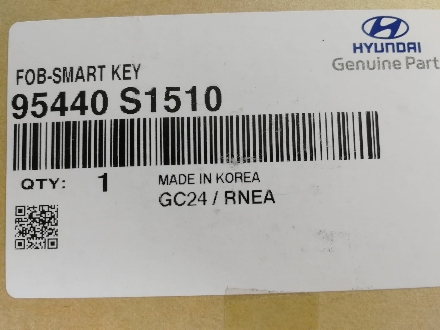 HYUNDAI
Genuine Part
FOB-SMART KEY
95440 S1510
QTY: 1
MADE IN KOREA
GC24 / RNEA